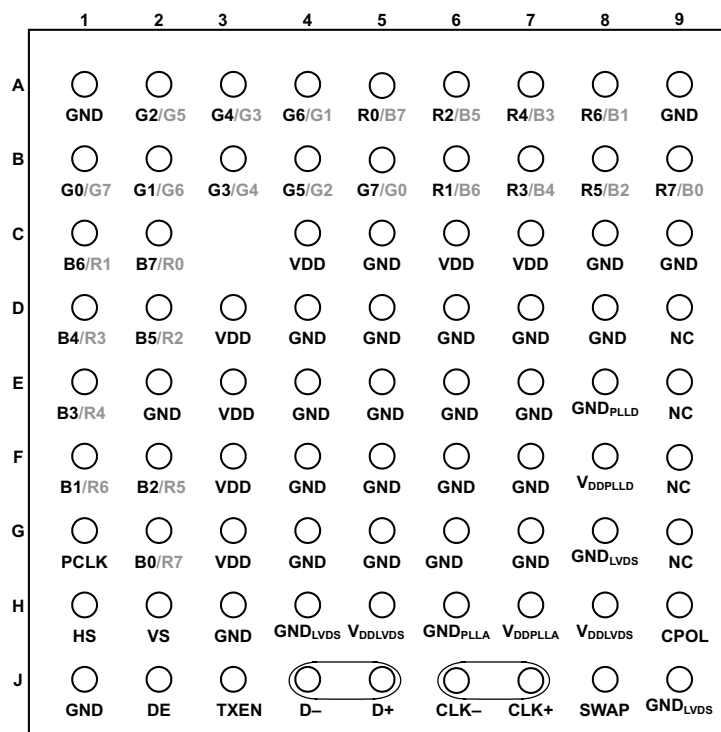 1 2 3 4 5 6 7 8 9
A
GND G2/G5 G4/G3 G6/G1 R0/B7 R2/B5 R4/B3 R6/B1 GND
B
G0/G7 G1/G6 G3/G4 G5/G2 G7/G0 R1/B6 R3/B4 R5/B2 R7/B0
C
B6/R1 B7/R0 VDD GND VDD VDD GND GND
D
B4/R3 B5/R2 VDD GND GND GND GND GND NC
E
B3/R4 GND VDD GND GND GND GND GNDPLLD NC
F
B1/R6 B2/R5 VDD GND GND GND GND VDDPLLD NC
G
PCLK B0/R7 VDD GND GND GND GND GNDLVDS NC
H
HS VS GND GNDLVDS VDDLVDS GNDPLLA VDDPLLA VDDLVDS CPOL
J
GND DE TXEN D– D+ CLK– CLK+ SWAP GNDLVDS